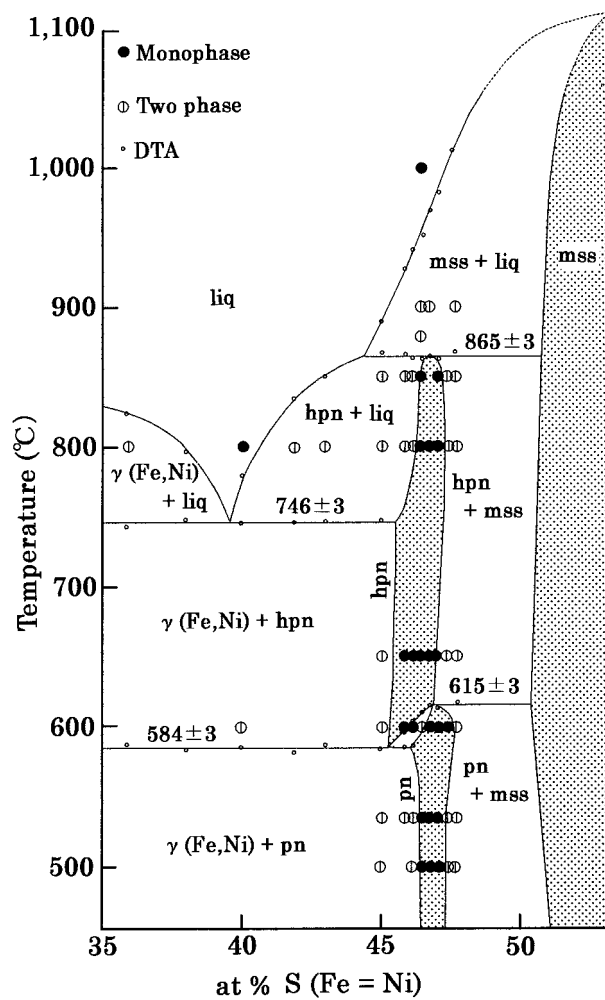 1,100
● Monophase
⦶ Two phase
○ DTA
1,000
mss + liq
mss
liq
900
865±3
hpn + liq
800
γ (Fe,Ni)
+ liq
746±3
hpn
+ mss
Temperature (℃)
700
hpn
γ (Fe,Ni) + hpn
615±3
600
584±3
pn
pn
+ mss
γ (Fe,Ni) + pn
500
35 40 45 50
at % S (Fe = Ni)